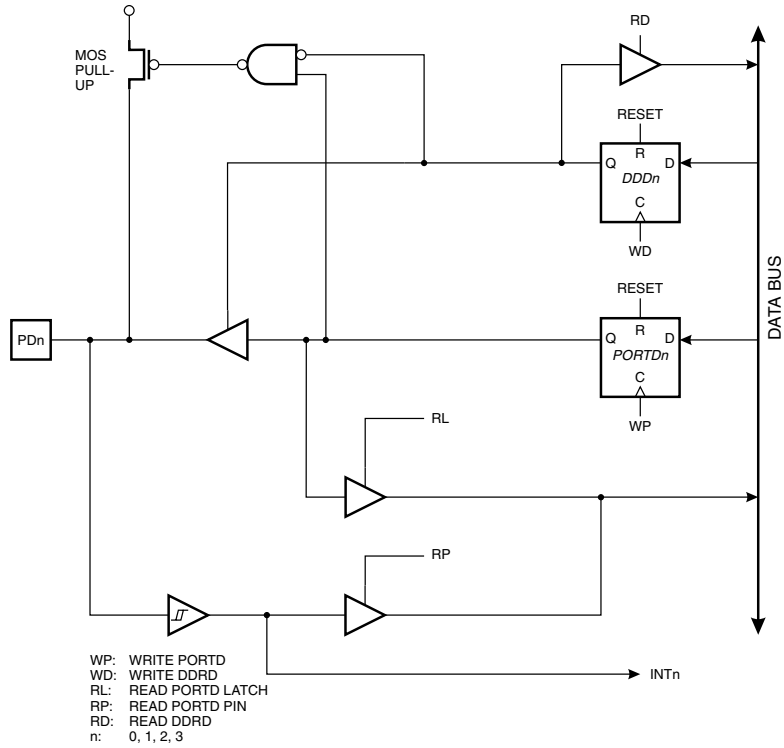 RD
MOS
PULL-
UP
RESET
R
Q
D
DDDn
C
WD
DATA BUS
RESET
R
PDn
Q
D
PORTDn
C
WP
RL
RP
WP: WRITE PORTD
WD: WRITE DDRD
RL: READ PORTD LATCH
RP: READ PORTD PIN
RD: READ DDRD
n: 0, 1, 2, 3
INTn